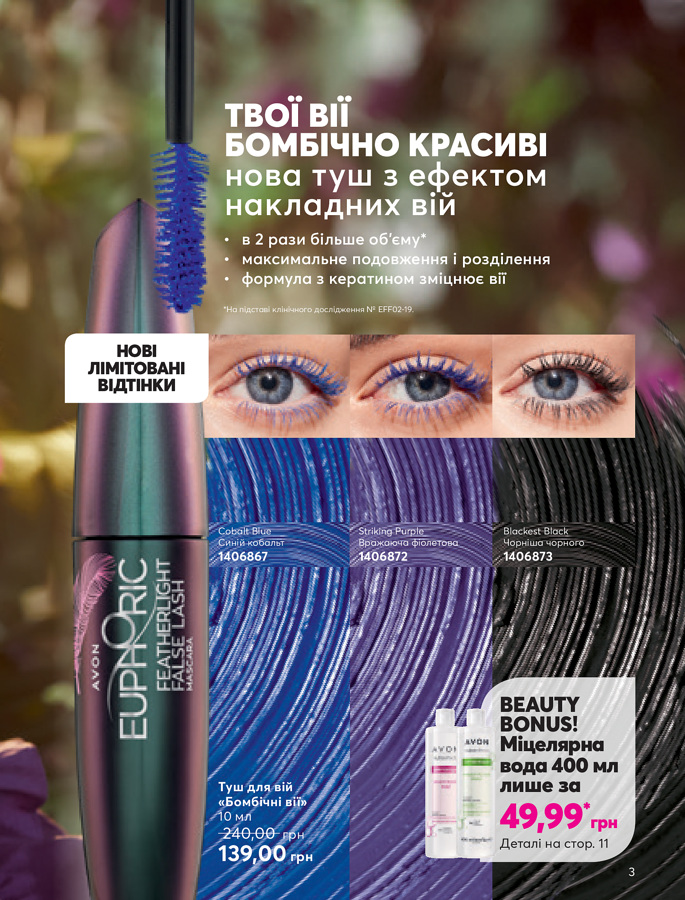 ТВОЇ ВІЇ
БОМБІЧНО КРАСИВІ
нова туш з ефектом
накладних вій
• в 2 рази більше об'єму*
• максимальне подовження і розділення
• формула з кератином зміцнює вії
*На підставі клінічного дослідження № EFF02-19.
НОВІ
ЛІМІТОВАНІ
ВІДТІНКИ
Cobalt Blue
Синій кобальт
1406867
Striking Purple
Вражаюча фіолетова
1406872
Blackest Black
Чорніша чорного
1406873
AVON
EUPHORIC
FEATHERLIGHT
FALSE LASH
MASCARA
Туш для вій
«Бомбічні вії»
10 мл
240,00 грн
139,00 грн
AVON
AVON
BEAUTY
BONUS!
Міцелярна
вода 400 мл
лише за
49,99* грн
Деталі на стор. 11
3